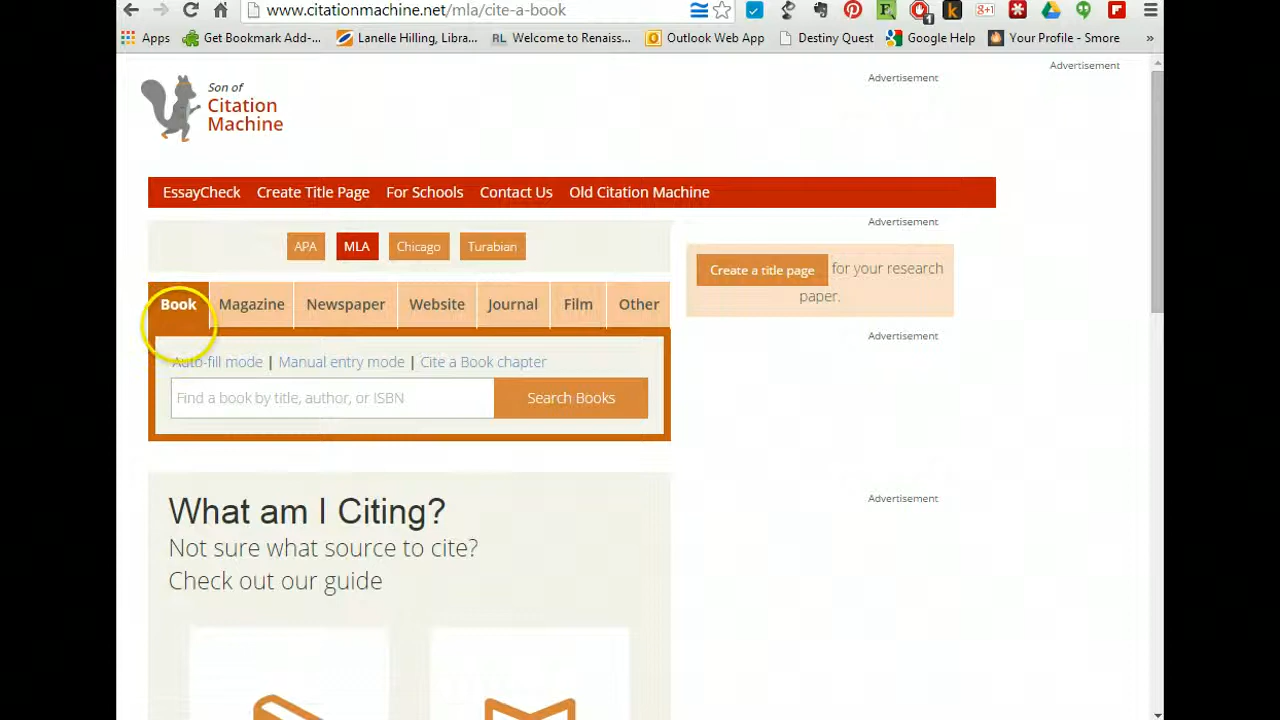 www.citationmachine.net/mla/cite-a-book
Apps Get Bookmark Add-... Lanelle Hilling, Libra... RL Welcome to Renaiss... Outlook Web App Destiny Quest Google Help Your Profile - Smore »
Advertisement
Advertisement
Son of
Citation
Machine
EssayCheck Create Title Page For Schools Contact Us Old Citation Machine
Advertisement
APA MLA Chicago Turabian
Create a title page for your research
paper.
Book Magazine Newspaper Website Journal Film Other
Advertisement
Auto-fill mode | Manual entry mode | Cite a Book chapter
Find a book by title, author, or ISBN Search Books
Advertisement
What am I Citing?
Not sure what source to cite?
Check out our guide